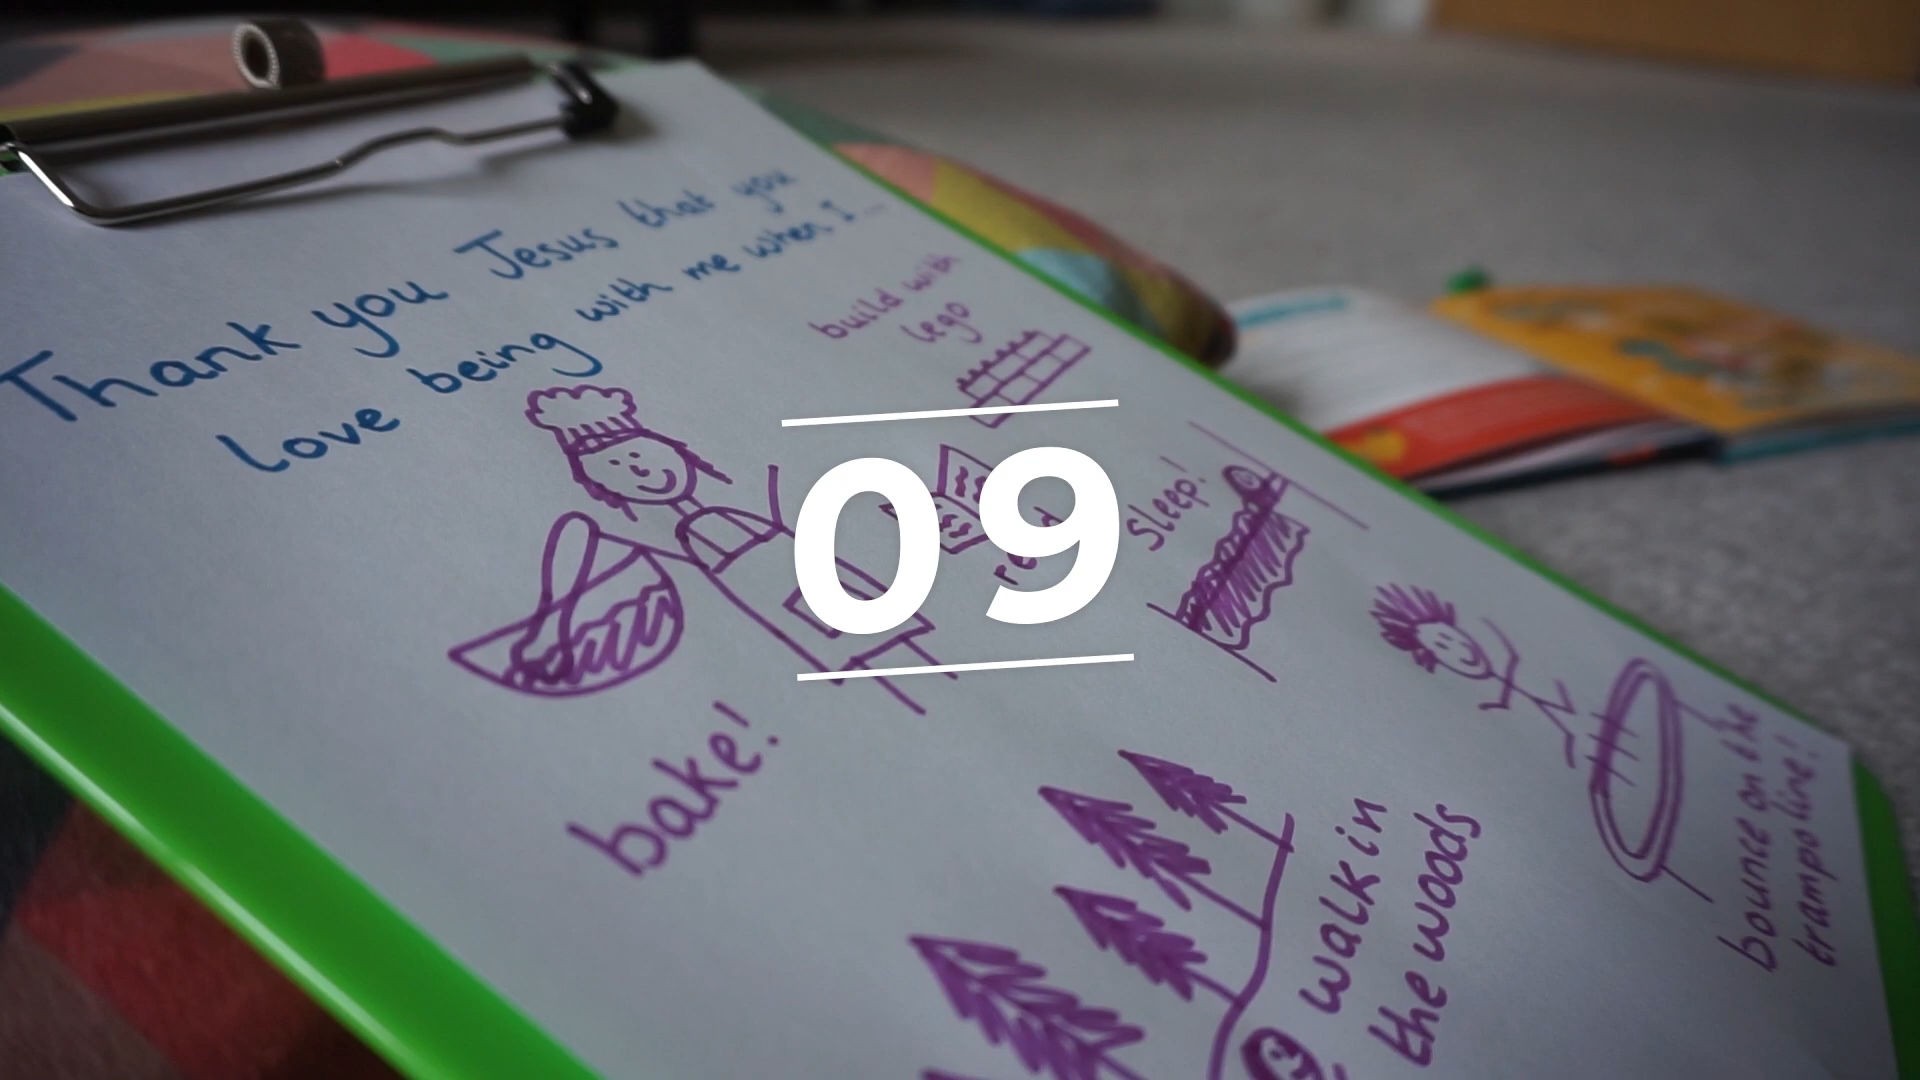 Thank you Jesus that you
love being with me when I...
build with
lego
09
read
sleep!
bake!
walk in
the woods
bounce on the
trampoline!